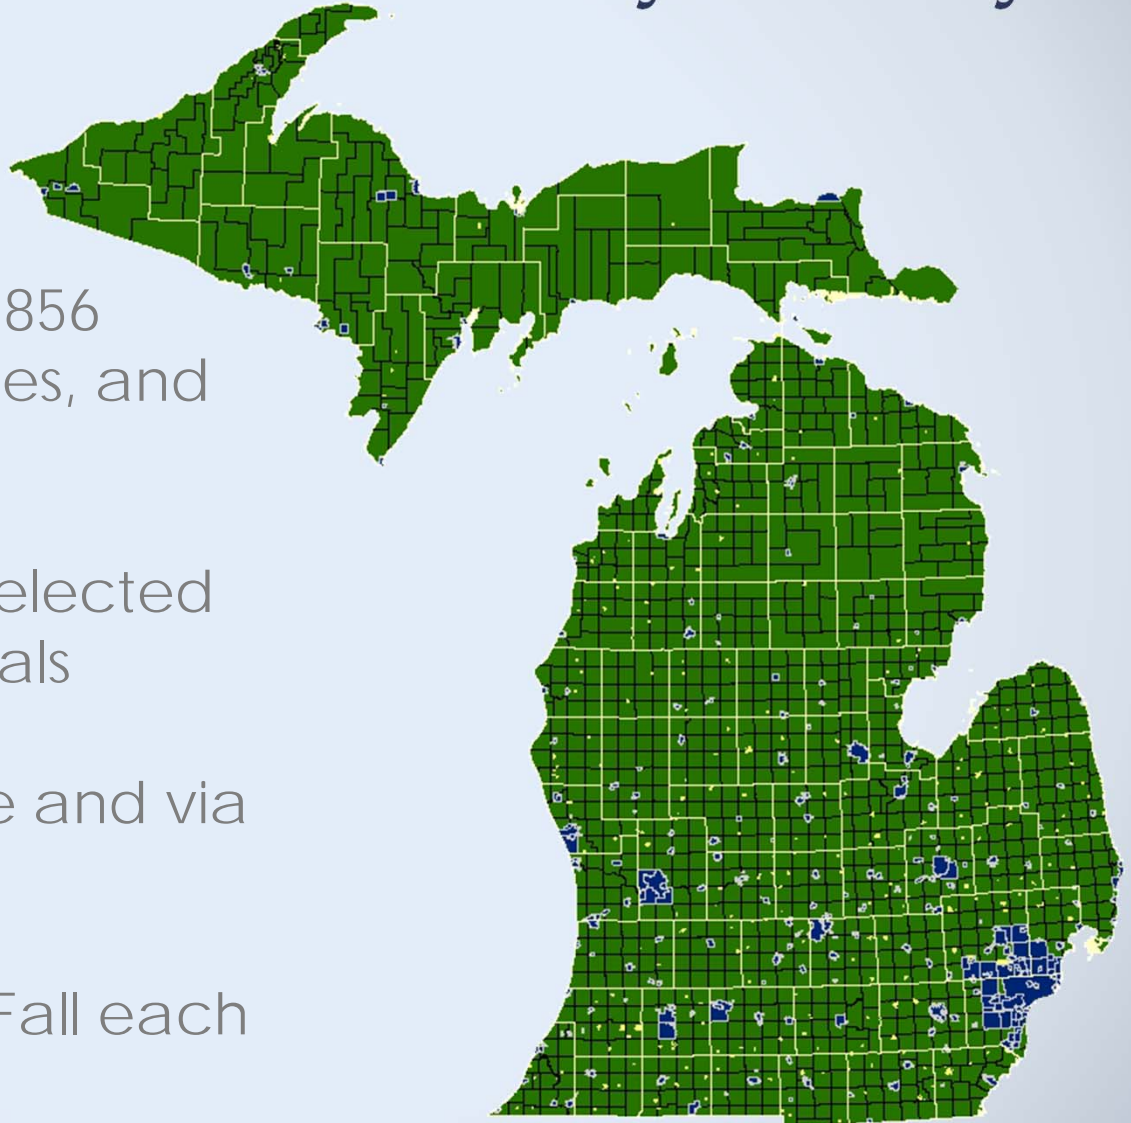 856
es, and
elected
als
e and via
Fall each